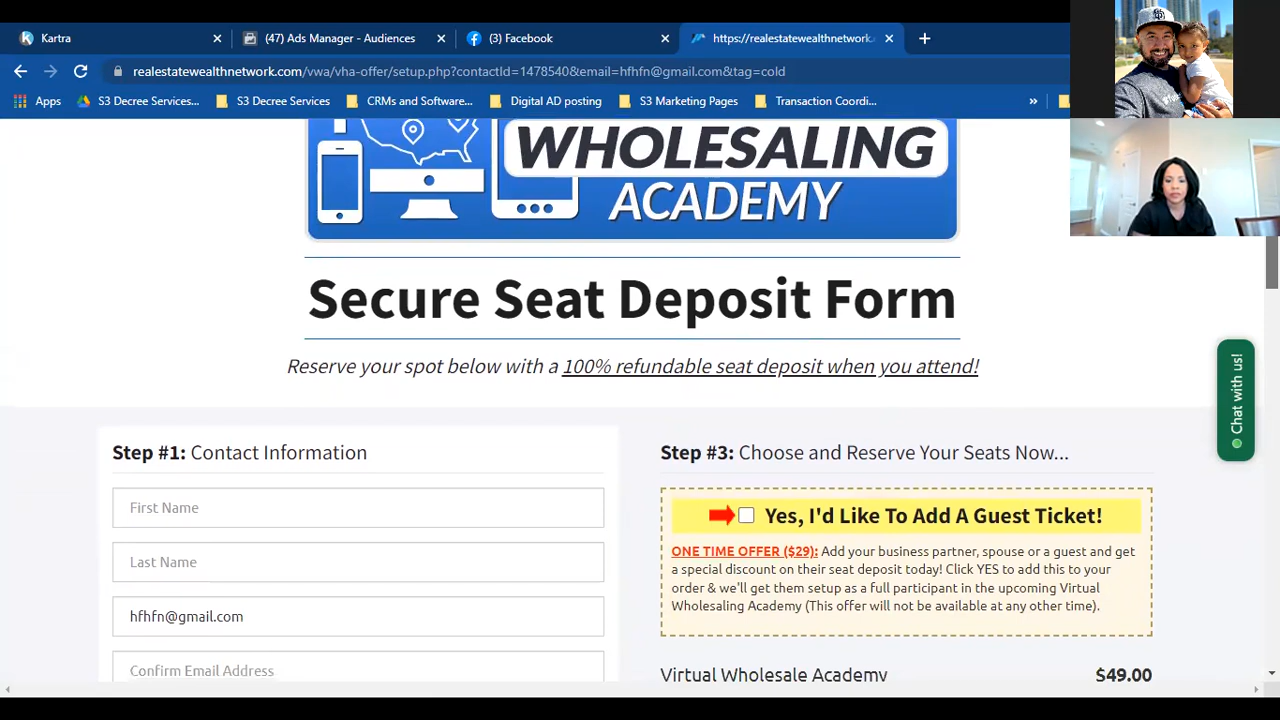 Kartra
(47) Ads Manager - Audiences
(3) Facebook
https://realestatewealthnetwork.
realestatewealthnetwork.com/vwa/vha-offer/setup.php?contactId=1478540&email=hfhfn@gmail.com&tag=cold
Apps
S3 Decree Services...
S3 Decree Services
CRMs and Software...
Digital AD posting
S3 Marketing Pages
Transaction Coordi...
WHOLESALING
ACADEMY
Secure Seat Deposit Form
Reserve your spot below with a 100% refundable seat deposit when you attend!
Chat with us!
Step #1: Contact Information
First Name
Last Name
hfhfn@gmail.com
Confirm Email Address
Step #3: Choose and Reserve Your Seats Now...
Yes, I'd Like To Add A Guest Ticket!
ONE TIME OFFER ($29): Add your business partner, spouse or a guest and get
a special discount on their seat deposit today! Click YES to add this to your
order & we'll get them setup as a full participant in the upcoming Virtual
Wholesaling Academy (This offer will not be available at any other time).
Virtual Wholesale Academy $49.00